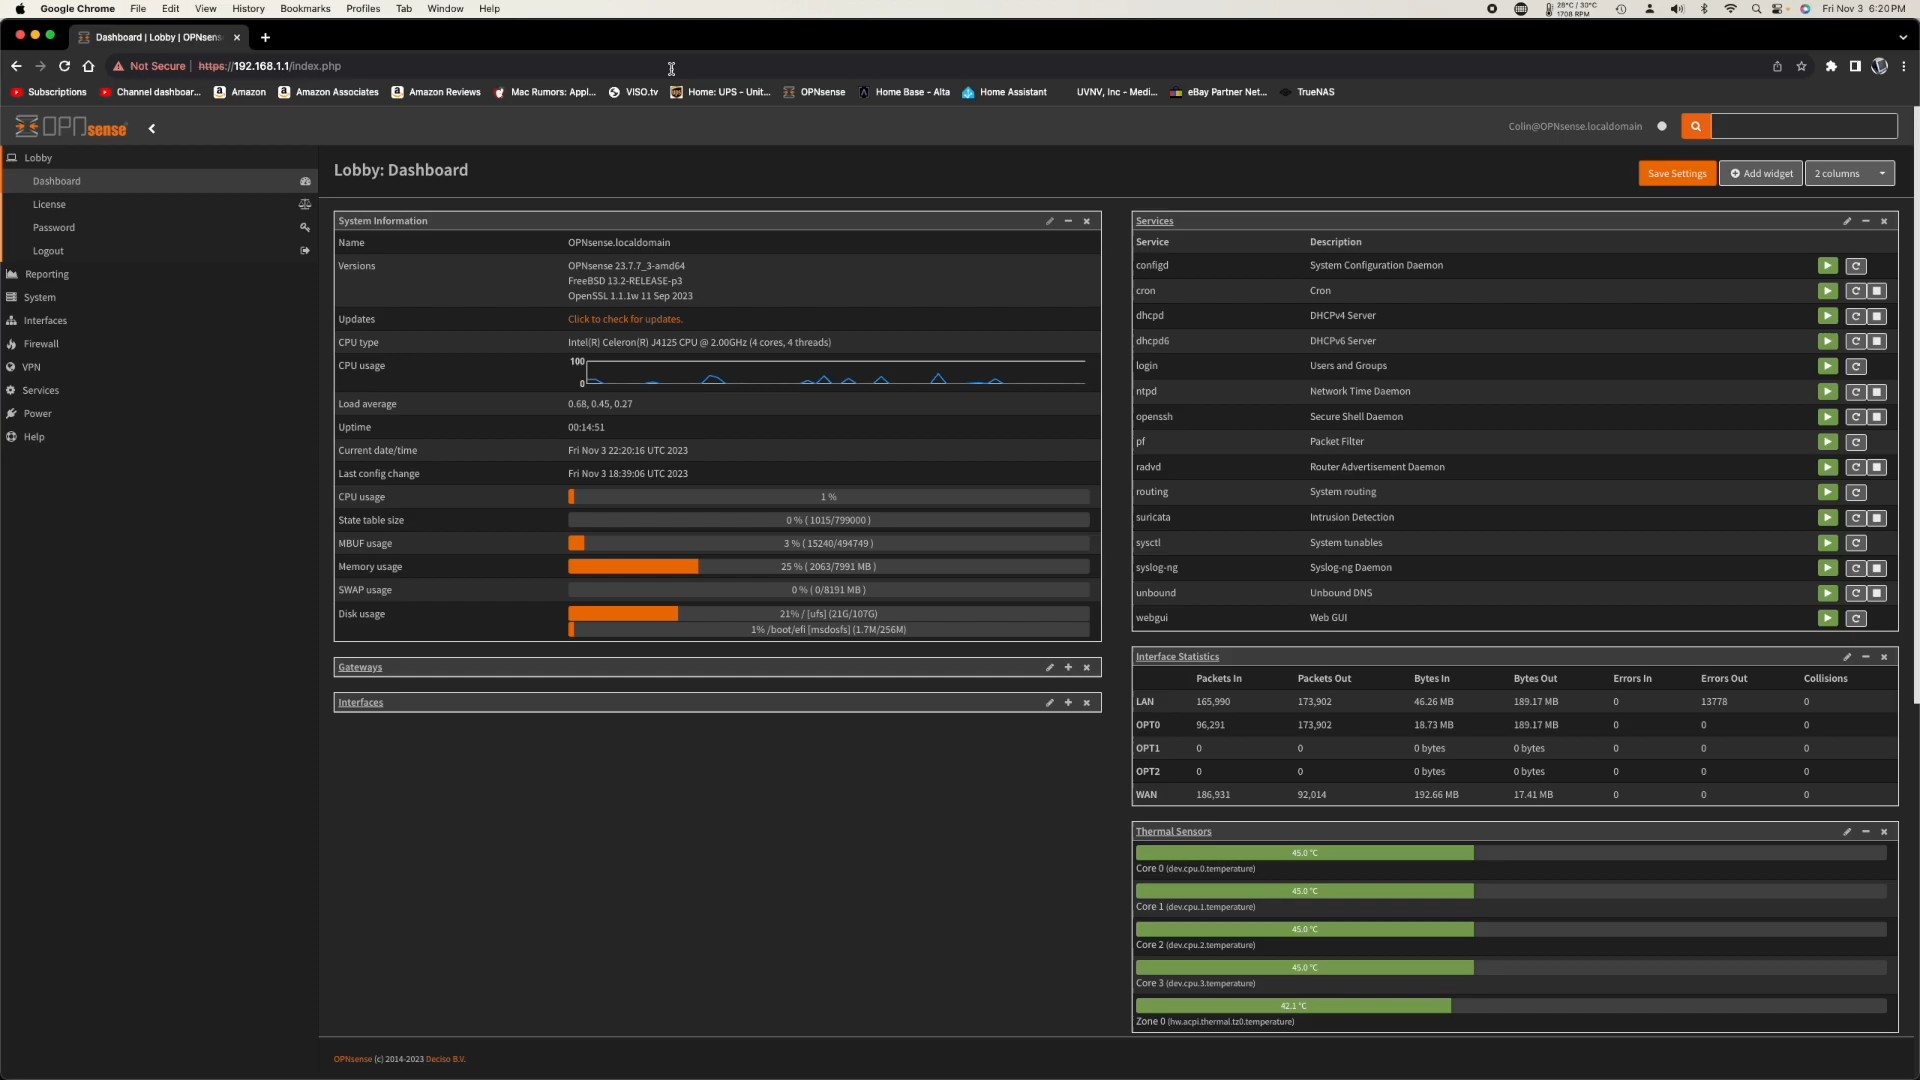 Google Chrome File Edit View History Bookmarks Profiles Tab Window Help
28°C / 30°C
1708 RPM
Fri Nov 3 6:20 PM
Dashboard | Lobby | OPNsens
Not Secure | https://192.168.1.1/index.php
Subscriptions Channel dashboar... Amazon Amazon Associates Amazon Reviews Mac Rumors: Appl... VISO.tv Home: UPS - Unit... OPNsense Home Base - Alta Home Assistant UVNV, Inc - Medi... eBay Partner Net... TrueNAS
OPNsense
Colin@OPNsense.localdomain
Lobby
Dashboard
License
Password
Logout
Reporting
System
Interfaces
Firewall
VPN
Services
Power
Help
Lobby: Dashboard
Save Settings Add widget 2 columns
System Information
Name OPNsense.localdomain
Versions OPNsense 23.7.7_3-amd64
FreeBSD 13.2-RELEASE-p3
OpenSSL 1.1.1w 11 Sep 2023
Updates Click to check for updates.
CPU type Intel(R) Celeron(R) J4125 CPU @ 2.00GHz (4 cores, 4 threads)
CPU usage 100
0
Load average 0.68, 0.45, 0.27
Uptime 00:14:51
Current date/time Fri Nov 3 22:20:16 UTC 2023
Last config change Fri Nov 3 18:39:06 UTC 2023
CPU usage 1 %
State table size 0 % ( 1015/799000 )
MBUF usage 3 % ( 15240/494749 )
Memory usage 25 % ( 2063/7991 MB )
SWAP usage 0 % ( 0/8191 MB )
Disk usage 21% / [ufs] (21G/107G)
1% /boot/efi [msdosfs] (1.7M/256M)
Gateways
Interfaces
Services
Service Description
configd System Configuration Daemon
cron Cron
dhcpd DHCPv4 Server
dhcpd6 DHCPv6 Server
login Users and Groups
ntpd Network Time Daemon
openssh Secure Shell Daemon
pf Packet Filter
radvd Router Advertisement Daemon
routing System routing
suricata Intrusion Detection
sysctl System tunables
syslog-ng Syslog-ng Daemon
unbound Unbound DNS
webgui Web GUI
Interface Statistics
Packets In Packets Out Bytes In Bytes Out Errors In Errors Out Collisions
LAN 165,990 173,902 46.26 MB 189.17 MB 0 13778 0
OPT0 96,291 173,902 18.73 MB 189.17 MB 0 0 0
OPT1 0 0 0 bytes 0 bytes 0 0 0
OPT2 0 0 0 bytes 0 bytes 0 0 0
WAN 186,931 92,014 192.66 MB 17.41 MB 0 0 0
Thermal Sensors
45.0 °C
Core 0 (dev.cpu.0.temperature)
45.0 °C
Core 1 (dev.cpu.1.temperature)
45.0 °C
Core 2 (dev.cpu.2.temperature)
45.0 °C
Core 3 (dev.cpu.3.temperature)
42.1 °C
Zone 0 (hw.acpi.thermal.tz0.temperature)
OPNsense (c) 2014-2023 Deciso B.V.